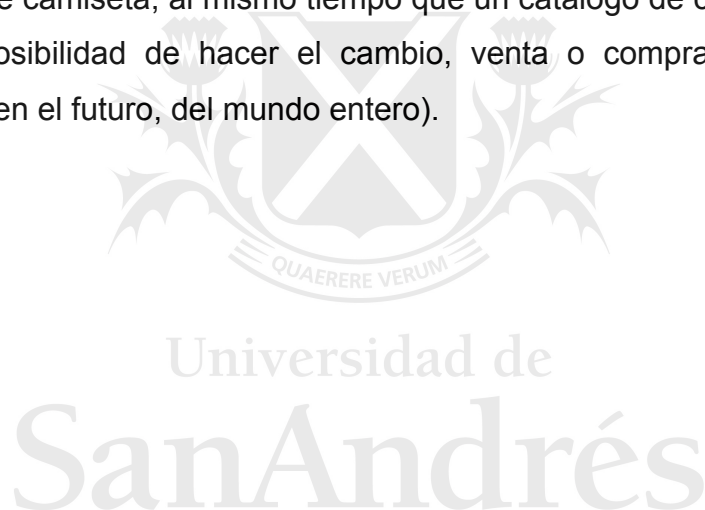 camiseta, al mismo tiempo que un catálogo de
de hacer el cambio, venta o compra
en el futuro, del mundo entero).
QUAERERE VERUM
Universidad de
SanAndrés